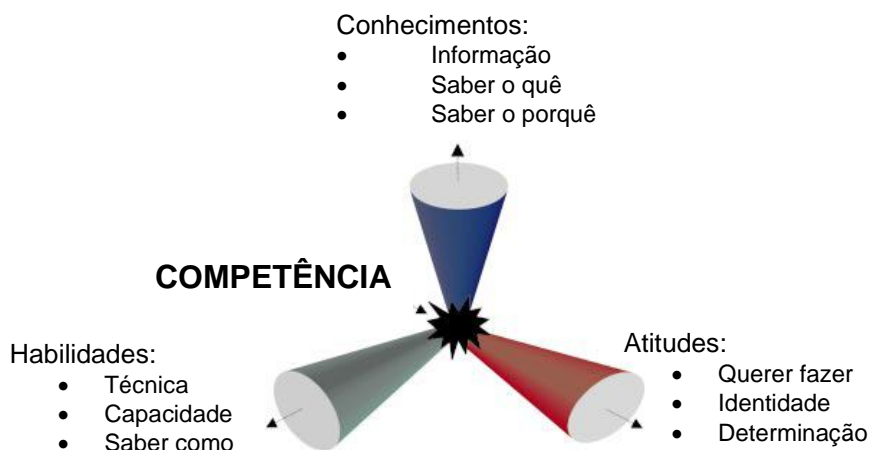 Conhecimentos:
• Informação
• Saber o quê
• Saber o porquê
COMPETÊNCIA
Habilidades:
• Técnica
• Capacidade
• Saber como
Atitudes:
• Querer fazer
• Identidade
• Determinação